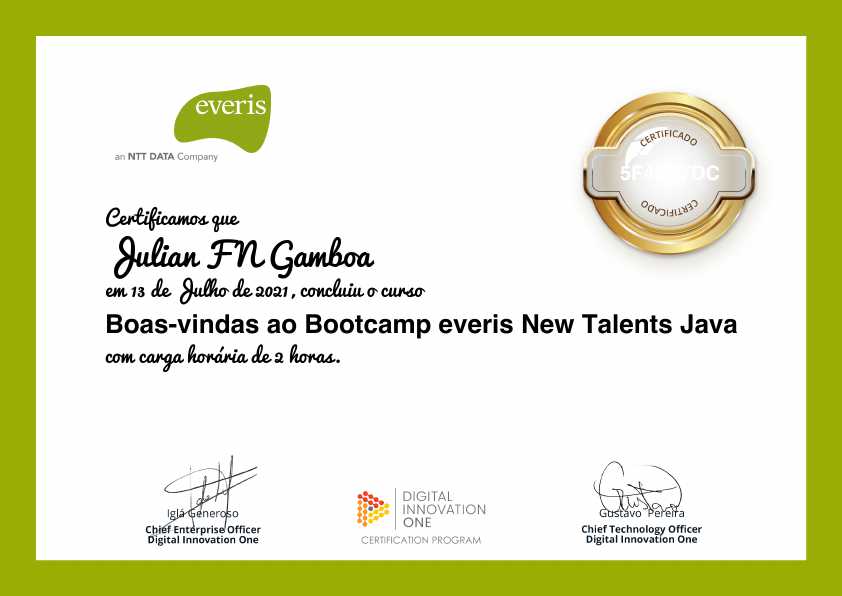 everis
an NTT DATA Company
CERTIFICADO
CERTIFICADO
Certificamos que
Julian FN Gamboa
em 13 de Julho de 2021, concluiu o curso
Boas-vindas ao Bootcamp everis New Talents Java
com carga horária de 2 horas.
Iglá Generoso
Chief Enterprise Officer
Digital Innovation One
DIGITAL
INNOVATION
ONE
CERTIFICATION PROGRAM
Gustavo Pereira
Chief Technology Officer
Digital Innovation One